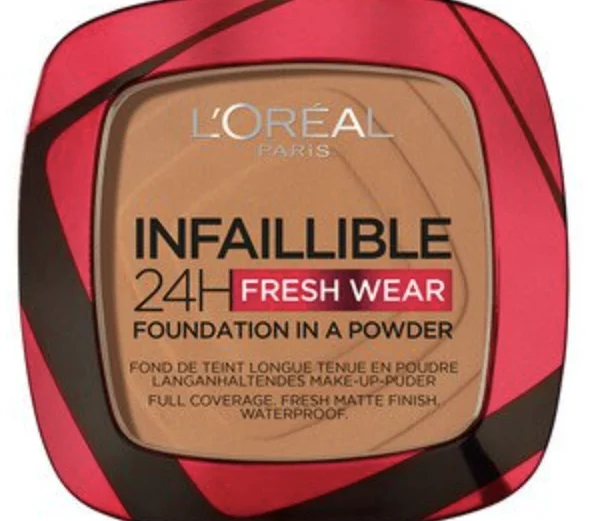 L'ORÉAL
PARIS
INFAILLIBLE
24H FRESH WEAR
FOUNDATION IN A POWDER
FOND DE TEINT LONGUE TENUE EN POUDRE
LANGANHALTENDES MAKE-UP-PUDER
FULL COVERAGE. FRESH MATTE FINISH.
WATERPROOF.